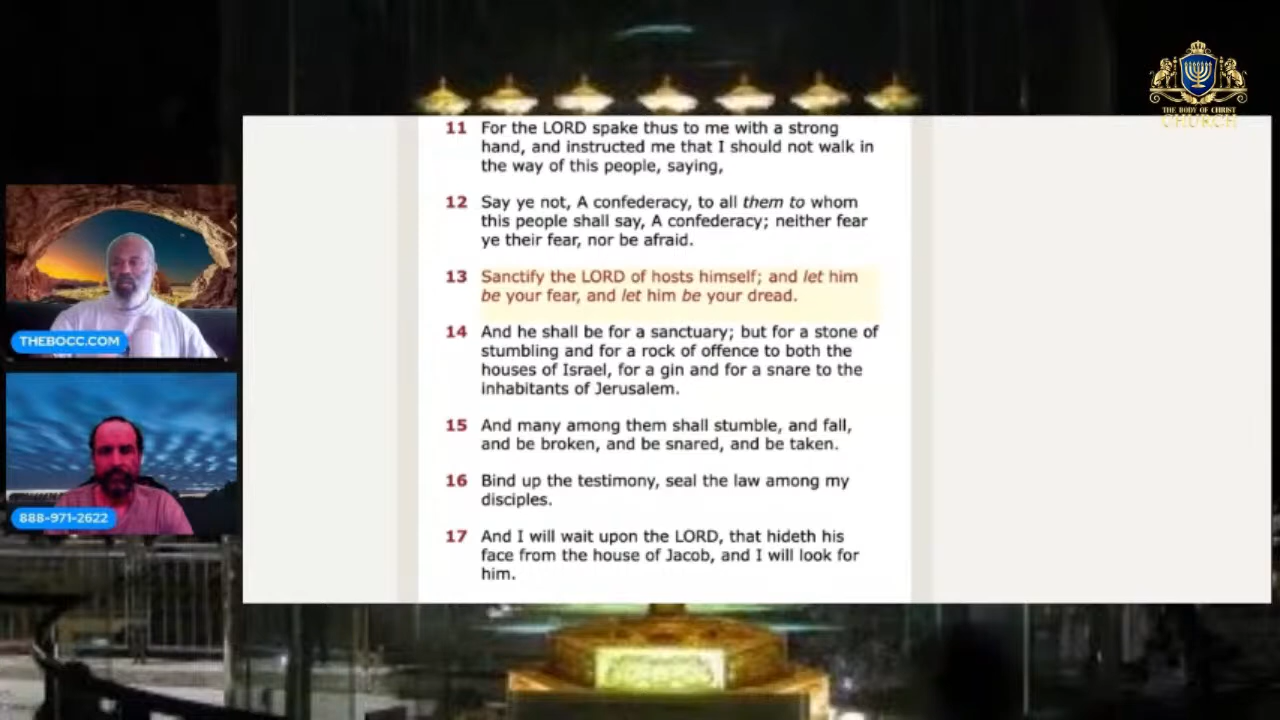 THE BODY OF CHRIST
CHURCH
11 For the LORD spake thus to me with a strong
hand, and instructed me that I should not walk in
the way of this people, saying,
12 Say ye not, A confederacy, to all them to whom
this people shall say, A confederacy; neither fear
ye their fear, nor be afraid.
13 Sanctify the LORD of hosts himself; and let him
be your fear, and let him be your dread.
14 And he shall be for a sanctuary; but for a stone of
stumbling and for a rock of offence to both the
houses of Israel, for a gin and for a snare to the
inhabitants of Jerusalem.
15 And many among them shall stumble, and fall,
and be broken, and be snared, and be taken.
16 Bind up the testimony, seal the law among my
disciples.
17 And I will wait upon the LORD, that hideth his
face from the house of Jacob, and I will look for
him.
THEBOCC.COM
888-971-2622